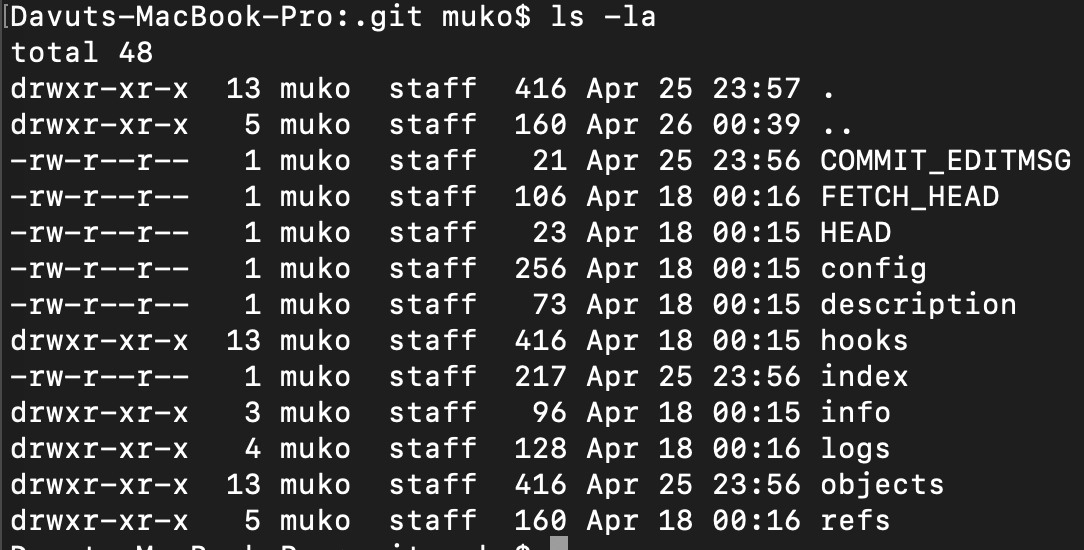 [Davuts-MacBook-Pro:.git muko$ ls -la
total 48
drwxr-xr-x  13 muko  staff  416 Apr 25 23:57 .
drwxr-xr-x   5 muko  staff  160 Apr 26 00:39 ..
-rw-r--r--   1 muko  staff   21 Apr 25 23:56 COMMIT_EDITMSG
-rw-r--r--   1 muko  staff  106 Apr 18 00:16 FETCH_HEAD
-rw-r--r--   1 muko  staff   23 Apr 18 00:15 HEAD
-rw-r--r--   1 muko  staff  256 Apr 18 00:15 config
-rw-r--r--   1 muko  staff   73 Apr 18 00:15 description
drwxr-xr-x  13 muko  staff  416 Apr 18 00:15 hooks
-rw-r--r--   1 muko  staff  217 Apr 25 23:56 index
drwxr-xr-x   3 muko  staff   96 Apr 18 00:15 info
drwxr-xr-x   4 muko  staff  128 Apr 18 00:16 logs
drwxr-xr-x  13 muko  staff  416 Apr 25 23:56 objects
drwxr-xr-x   5 muko  staff  160 Apr 18 00:16 refs